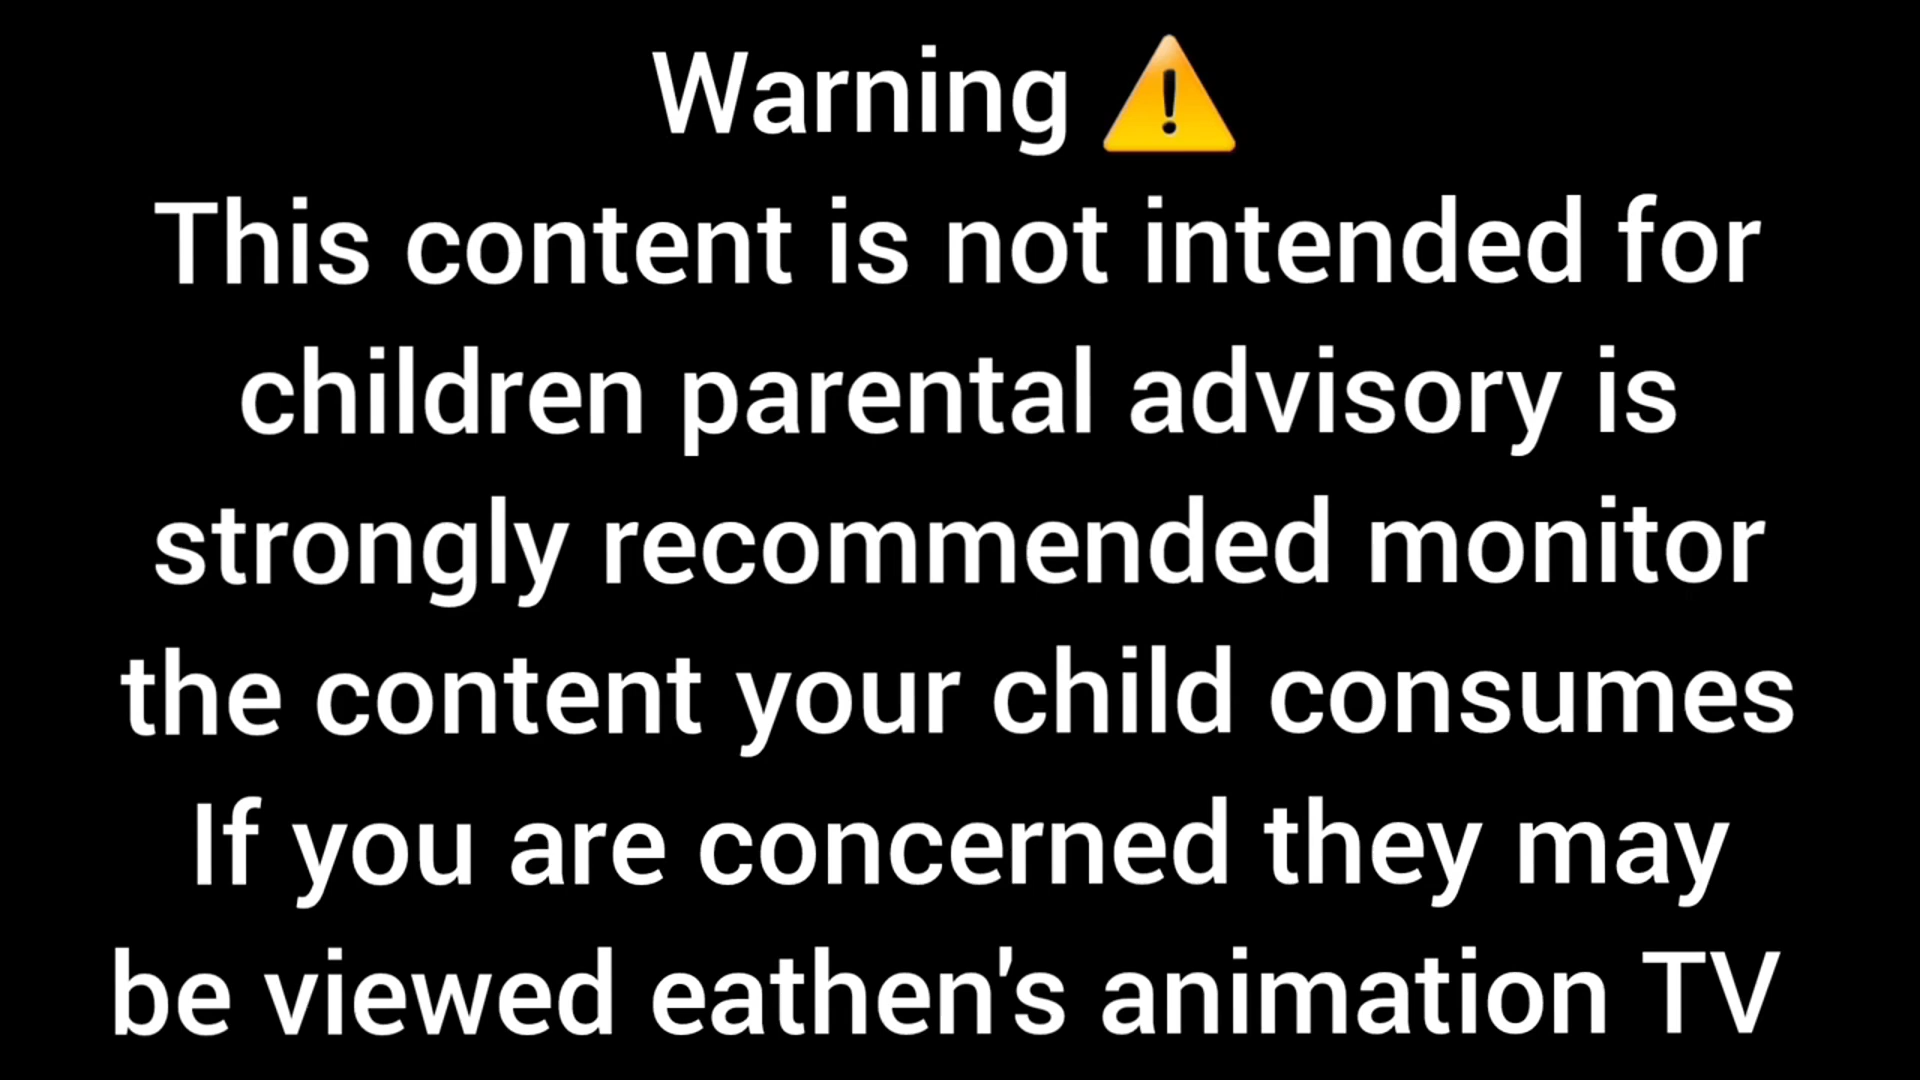 Warning ⚠️
This content is not intended for
children parental advisory is
strongly recommended monitor
the content your child consumes
If you are concerned they may
be viewed eathen's animation TV